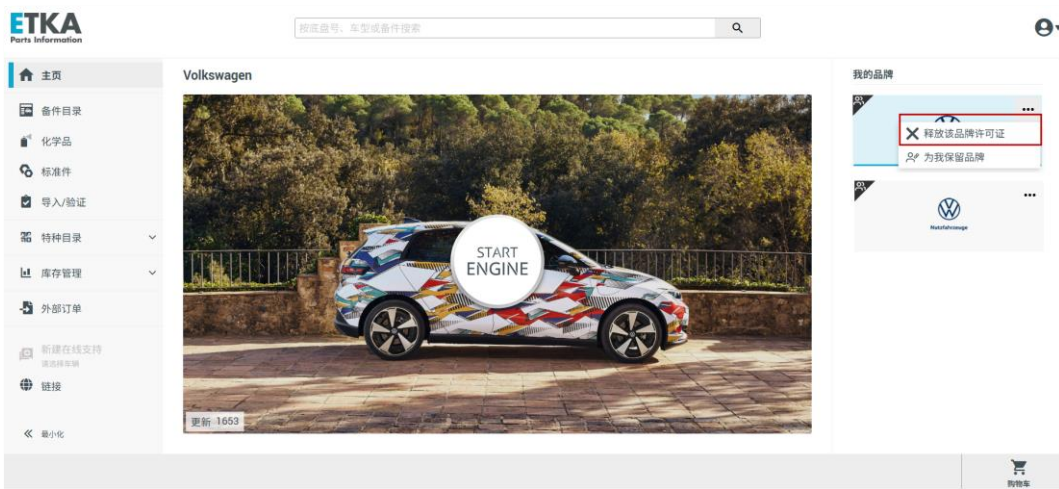 ETKA
Parts Information
按底盘号、车型或备件搜索
主页
备件目录
化学品
标准件
导入/验证
特种目录
库存管理
外部订单
新建在线支持
请选择车辆
链接
最小化
Volkswagen
START
ENGINE
更新 1653
我的品牌
释放该品牌许可证
为我保留品牌
Nutzfahrzeuge
购物车